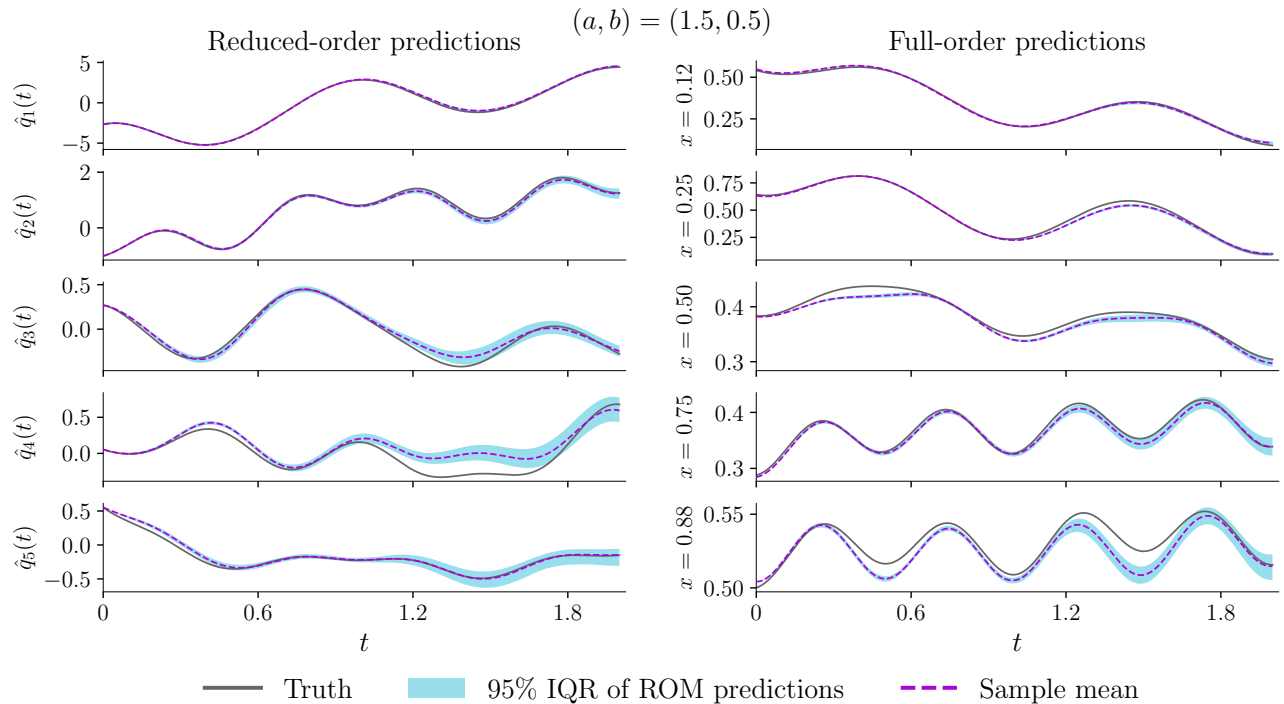 (a, b) = (1.5, 0.5)
Reduced-order predictions
q̂₁(t)
5
0
−5
q̂₂(t)
2
0
q̂₃(t)
0.5
0.0
q̂₄(t)
0.5
0.0
q̂₅(t)
0.5
0.0
−0.5
0 0.6 1.2 1.8
t
Full-order predictions
x = 0.12
0.50
0.25
x = 0.25
0.75
0.50
0.25
x = 0.50
0.4
0.3
x = 0.75
0.4
0.3
x = 0.88
0.55
0.50
0 0.6 1.2 1.8
t
Truth 95% IQR of ROM predictions Sample mean